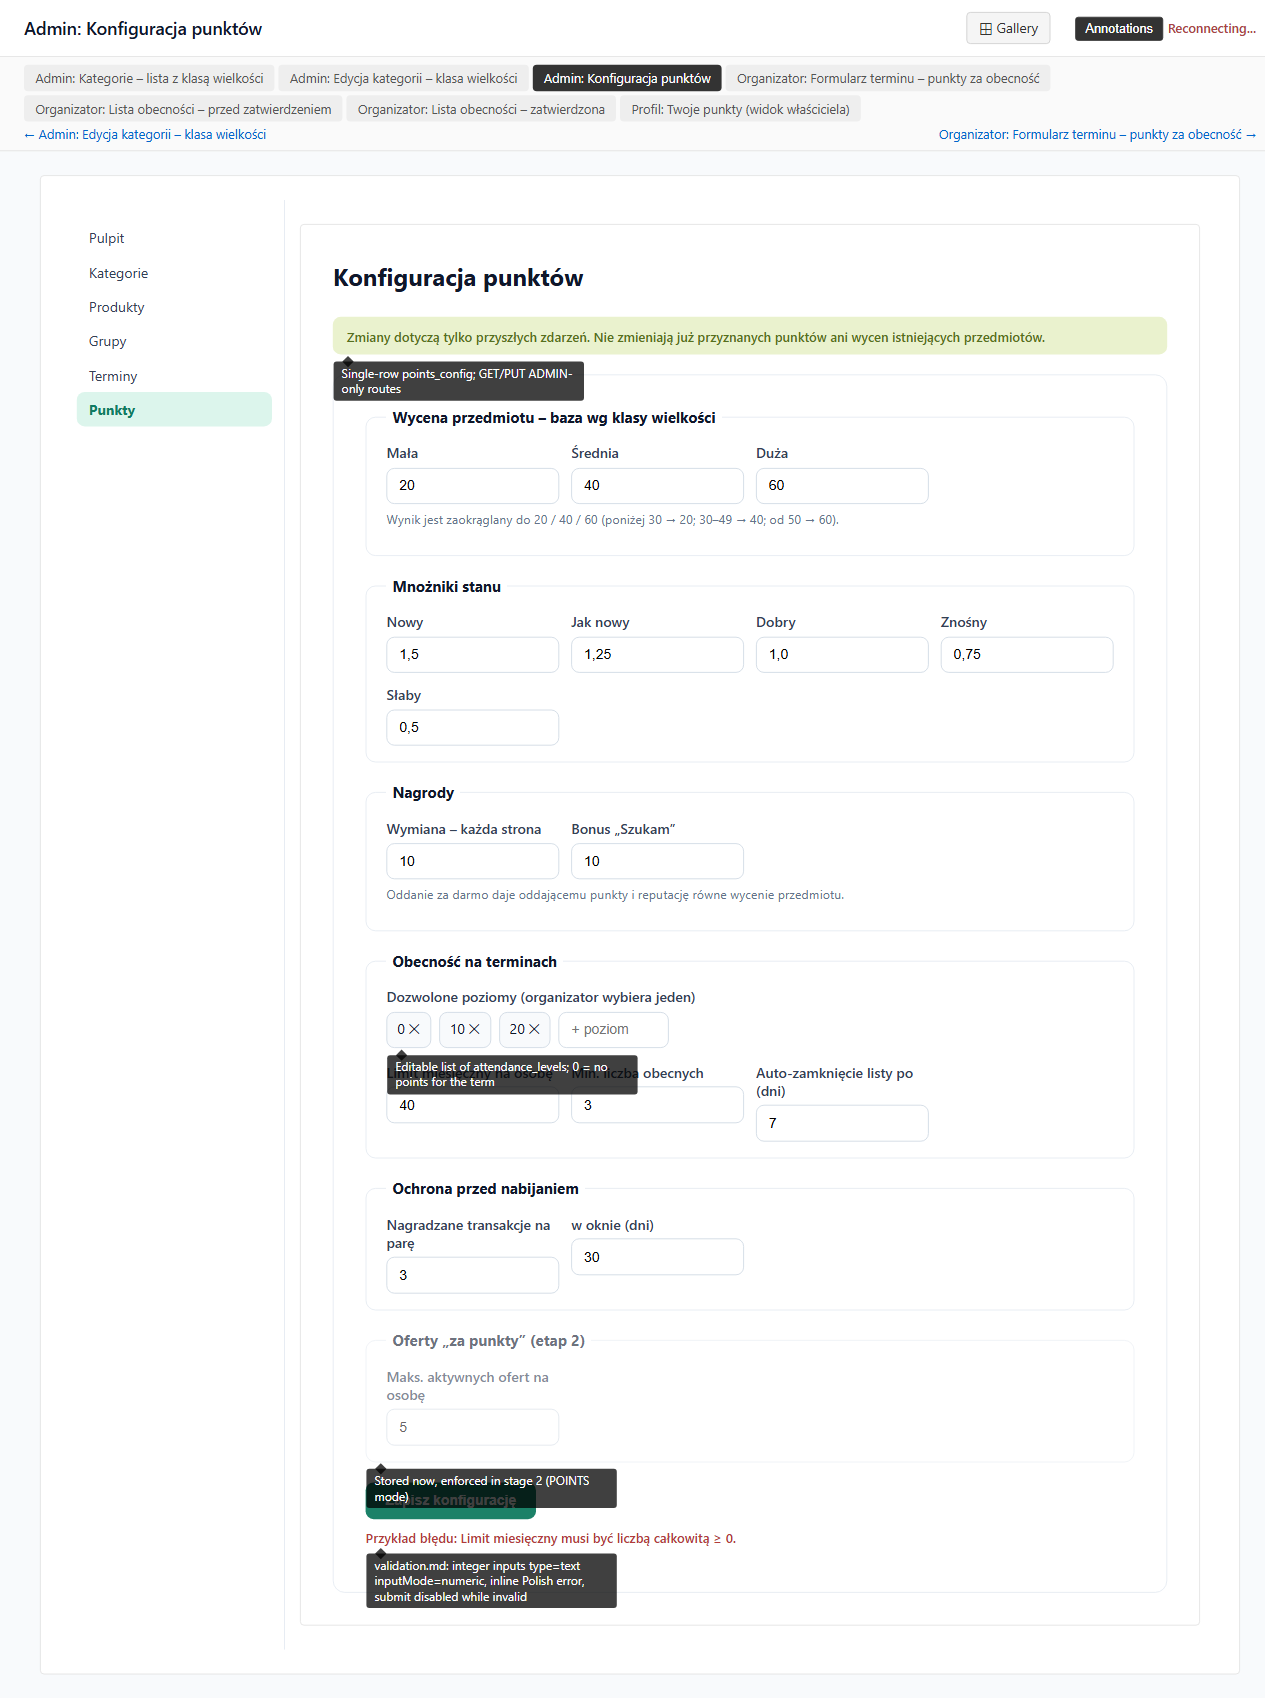 Admin: Konfiguracja punktów
Gallery
Annotations
Reconnecting...
Admin: Kategorie – lista z klasą wielkości
Admin: Edycja kategorii – klasa wielkości
Admin: Konfiguracja punktów
Organizator: Formularz terminu – punkty za obecność
Organizator: Lista obecności – przed zatwierdzeniem
Organizator: Lista obecności – zatwierdzona
Profil: Twoje punkty (widok właściciela)
← Admin: Edycja kategorii – klasa wielkości
Organizator: Formularz terminu – punkty za obecność →
Pulpit
Kategorie
Produkty
Grupy
Terminy
Punkty
Konfiguracja punktów
Zmiany dotyczą tylko przyszłych zdarzeń. Nie zmieniają już przyznanych punktów ani wycen istniejących przedmiotów.
Single-row points_config; GET/PUT ADMIN-
only routes
Wycena przedmiotu – baza wg klasy wielkości
Mała
Średnia
Duża
20
40
60
Wynik jest zaokrąglany do 20 / 40 / 60 (poniżej 30 → 20; 30–49 → 40; od 50 → 60).
Mnożniki stanu
Nowy
Jak nowy
Dobry
Znośny
1,5
1,25
1,0
0,75
Słaby
0,5
Nagrody
Wymiana – każda strona
Bonus „Szukam”
10
10
Oddanie za darmo daje oddającemu punkty i reputację równe wycenie przedmiotu.
Obecność na terminach
Dozwolone poziomy (organizator wybiera jeden)
0 ×
10 ×
20 ×
+ poziom
Editable list of attendance_levels; 0 = no
points for the term
Limit miesięczny na osobę
Min. liczba obecnych
Auto-zamknięcie listy po
(dni)
40
3
7
Ochrona przed nabijaniem
Nagradzane transakcje na
parę
w oknie (dni)
3
30
Oferty „za punkty” (etap 2)
Maks. aktywnych ofert na
osobę
5
Stored now, enforced in stage 2 (POINTS
mode)
Zapisz konfigurację
Przykład błędu: Limit miesięczny musi być liczbą całkowitą ≥ 0.
validation.md: integer inputs type=text
inputMode=numeric, inline Polish error,
submit disabled while invalid